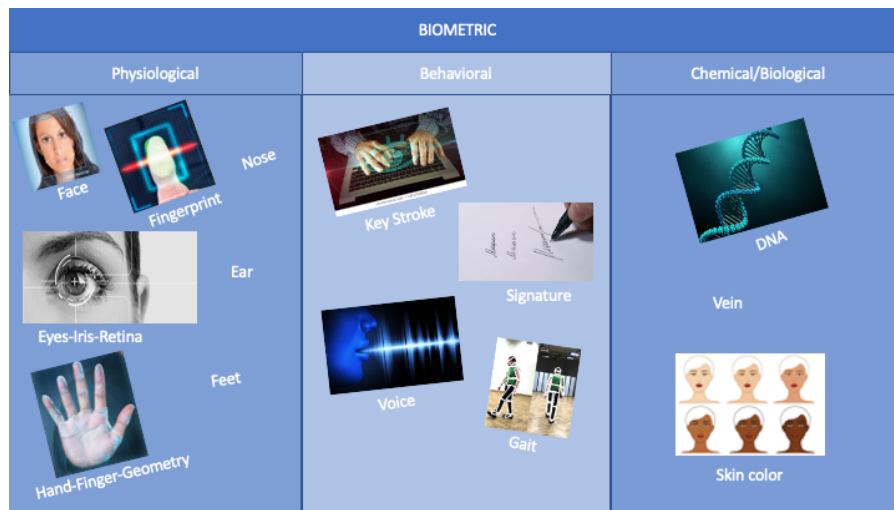 BIOMETRIC
Physiological
Behavioral
Chemical/Biological
Face
Fingerprint
Nose
Eyes-Iris-Retina
Ear
Hand-Finger-Geometry
Feet
Key Stroke
Signature
Voice
Gait
DNA
Vein
Skin color